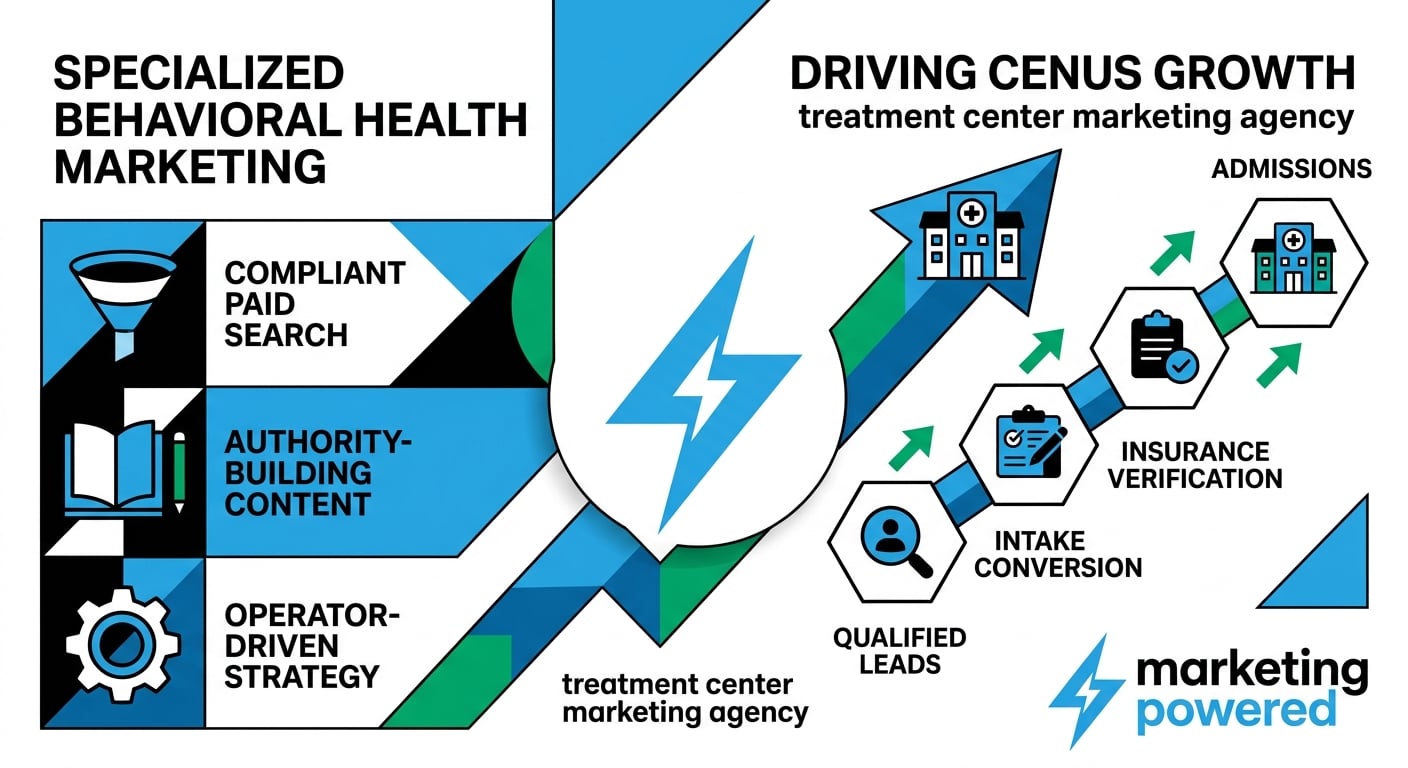 SPECIALIZED
BEHAVIORAL HEALTH
MARKETING
COMPLIANT
PAID
SEARCH
AUTHORITY-
BUILDING
CONTENT
OPERATOR-
DRIVEN
STRATEGY
treatment center
marketing agency
DRIVING CENUS GROWTH
treatment center marketing agency
ADMISSIONS
INSURANCE
VERIFICATION
INTAKE
CONVERSION
QUALIFIED
LEADS
marketing
powered